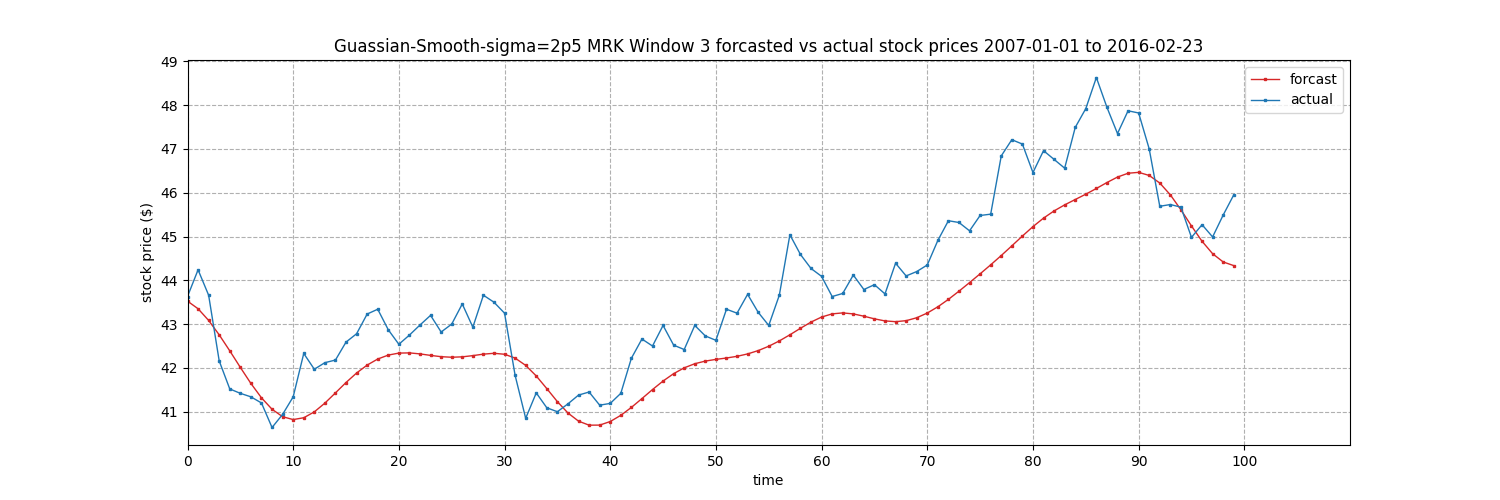 Guassian-Smooth-sigma=2p5 MRK Window 3 forcasted vs actual stock prices 2007-01-01 to 2016-02-23
forcast
actual
49
48
47
46
45
44
43
42
41
stock price ($)
0 10 20 30 40 50 60 70 80 90 100
time